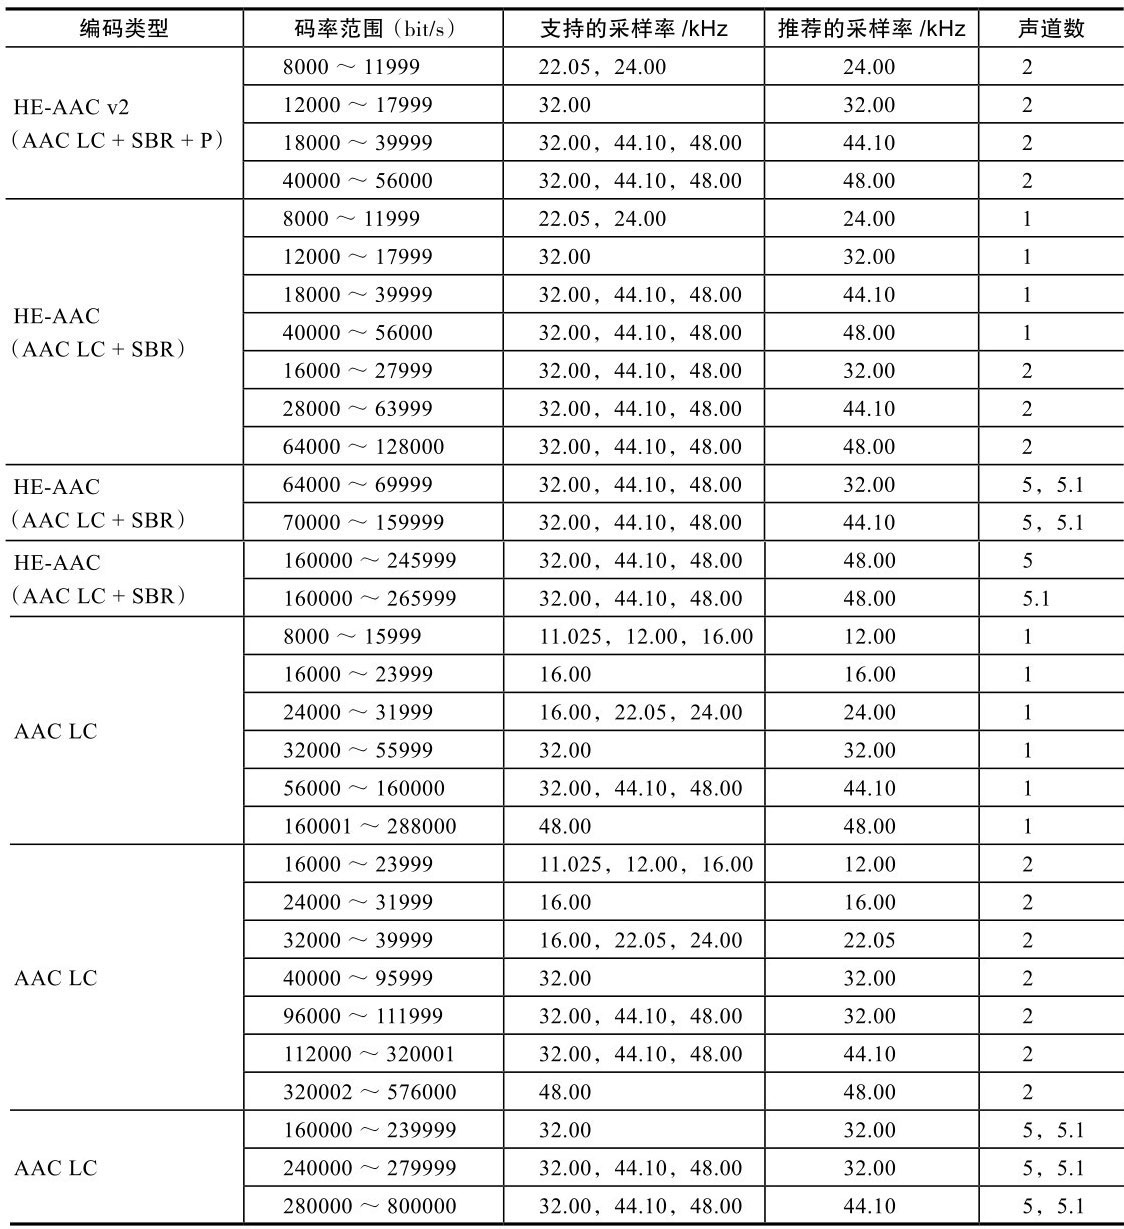 编码类型 码率范围（bit/s） 支持的采样率 /kHz 推荐的采样率 /kHz 声道数
HE-AAC v2
（AAC LC + SBR + P）
8000 ～ 11999 22.05，24.00 24.00 2
12000 ～ 17999 32.00 32.00 2
18000 ～ 39999 32.00，44.10，48.00 44.10 2
40000 ～ 56000 32.00，44.10，48.00 48.00 2
HE-AAC
（AAC LC + SBR）
8000 ～ 11999 22.05，24.00 24.00 1
12000 ～ 17999 32.00 32.00 1
18000 ～ 39999 32.00，44.10，48.00 44.10 1
40000 ～ 56000 32.00，44.10，48.00 48.00 1
16000 ～ 27999 32.00，44.10，48.00 32.00 2
28000 ～ 63999 32.00，44.10，48.00 44.10 2
64000 ～ 128000 32.00，44.10，48.00 48.00 2
HE-AAC
（AAC LC + SBR）
64000 ～ 69999 32.00，44.10，48.00 32.00 5，5.1
70000 ～ 159999 32.00，44.10，48.00 44.10 5，5.1
HE-AAC
（AAC LC + SBR）
160000 ～ 245999 32.00，44.10，48.00 48.00 5
160000 ～ 265999 32.00，44.10，48.00 48.00 5.1
AAC LC
8000 ～ 15999 11.025，12.00，16.00 12.00 1
16000 ～ 23999 16.00 16.00 1
24000 ～ 31999 16.00，22.05，24.00 24.00 1
32000 ～ 55999 32.00 32.00 1
56000 ～ 160000 32.00，44.10，48.00 44.10 1
160001 ～ 288000 48.00 48.00 1
AAC LC
16000 ～ 23999 11.025，12.00，16.00 12.00 2
24000 ～ 31999 16.00 16.00 2
32000 ～ 39999 16.00，22.05，24.00 22.05 2
40000 ～ 95999 32.00 32.00 2
96000 ～ 111999 32.00，44.10，48.00 32.00 2
112000 ～ 320001 32.00，44.10，48.00 44.10 2
320002 ～ 576000 48.00 48.00 2
AAC LC
160000 ～ 239999 32.00 32.00 5，5.1
240000 ～ 279999 32.00，44.10，48.00 32.00 5，5.1
280000 ～ 800000 32.00，44.10，48.00 44.10 5，5.1